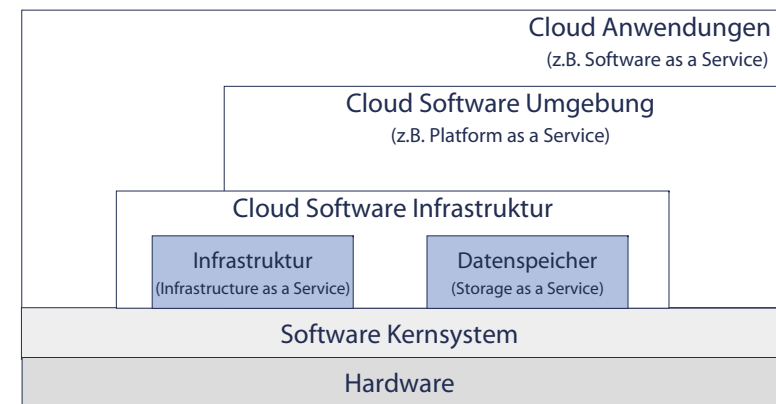 Cloud Anwendungen
(z.B. Software as a Service)
Cloud Software Umgebung
(z.B. Platform as a Service)
Cloud Software Infrastruktur
Infrastruktur
(Infrastructure as a Service)
Datenspeicher
(Storage as a Service)
Software Kernsystem
Hardware